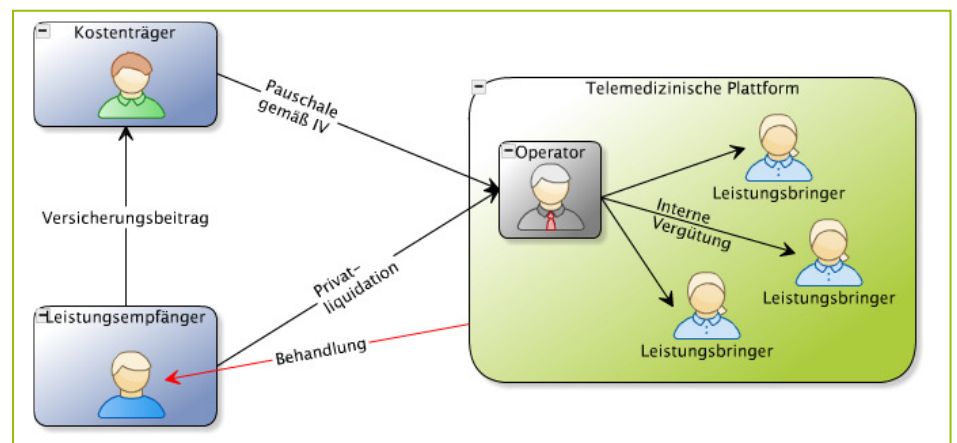 Kostenträger
Pauschale
gemäß IV
Telemedizinische Plattform
Operator
Leistungsbringer
Interne
Vergütung
Leistungsbringer
Leistungsbringer
Versicherungsbeitrag
Privat-
liquidation
Leistungsempfänger
Behandlung